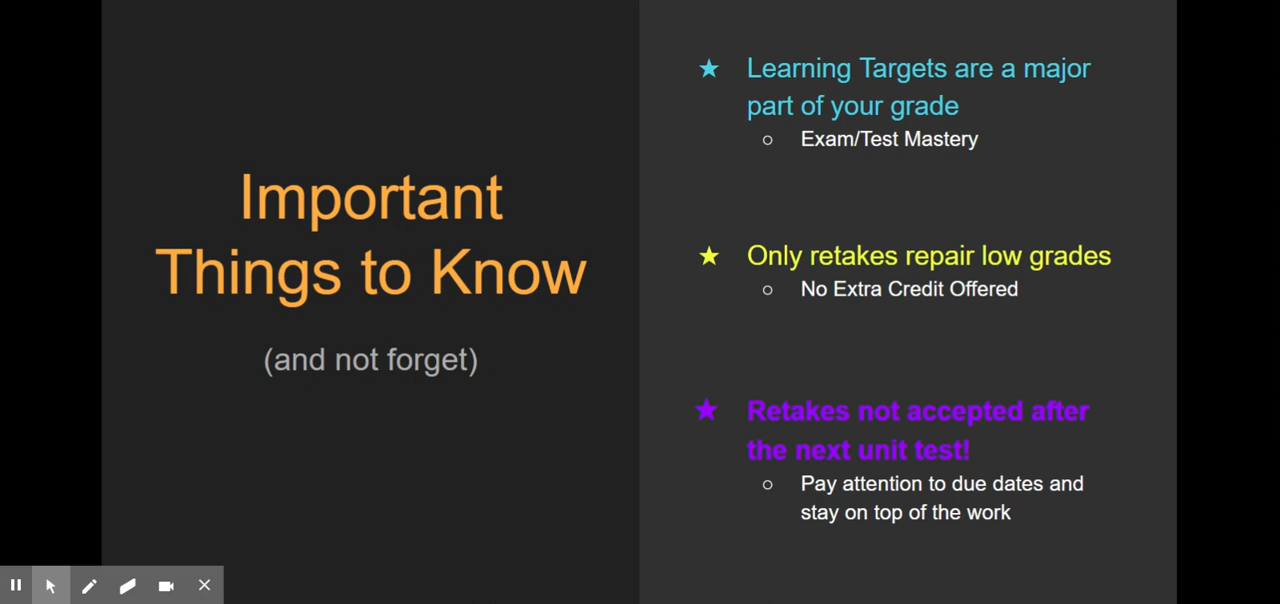 Important
Things to Know
(and not forget)
★ Learning Targets are a major
part of your grade
○ Exam/Test Mastery
★ Only retakes repair low grades
○ No Extra Credit Offered
★ Retakes not accepted after
the next unit test!
○ Pay attention to due dates and
stay on top of the work